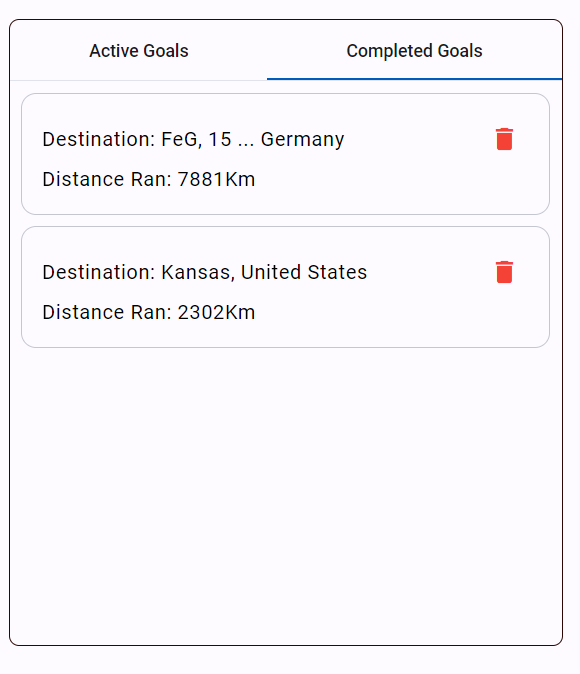 Active Goals
Completed Goals
Destination: FeG, 15 ... Germany
Distance Ran: 7881Km
Destination: Kansas, United States
Distance Ran: 2302Km